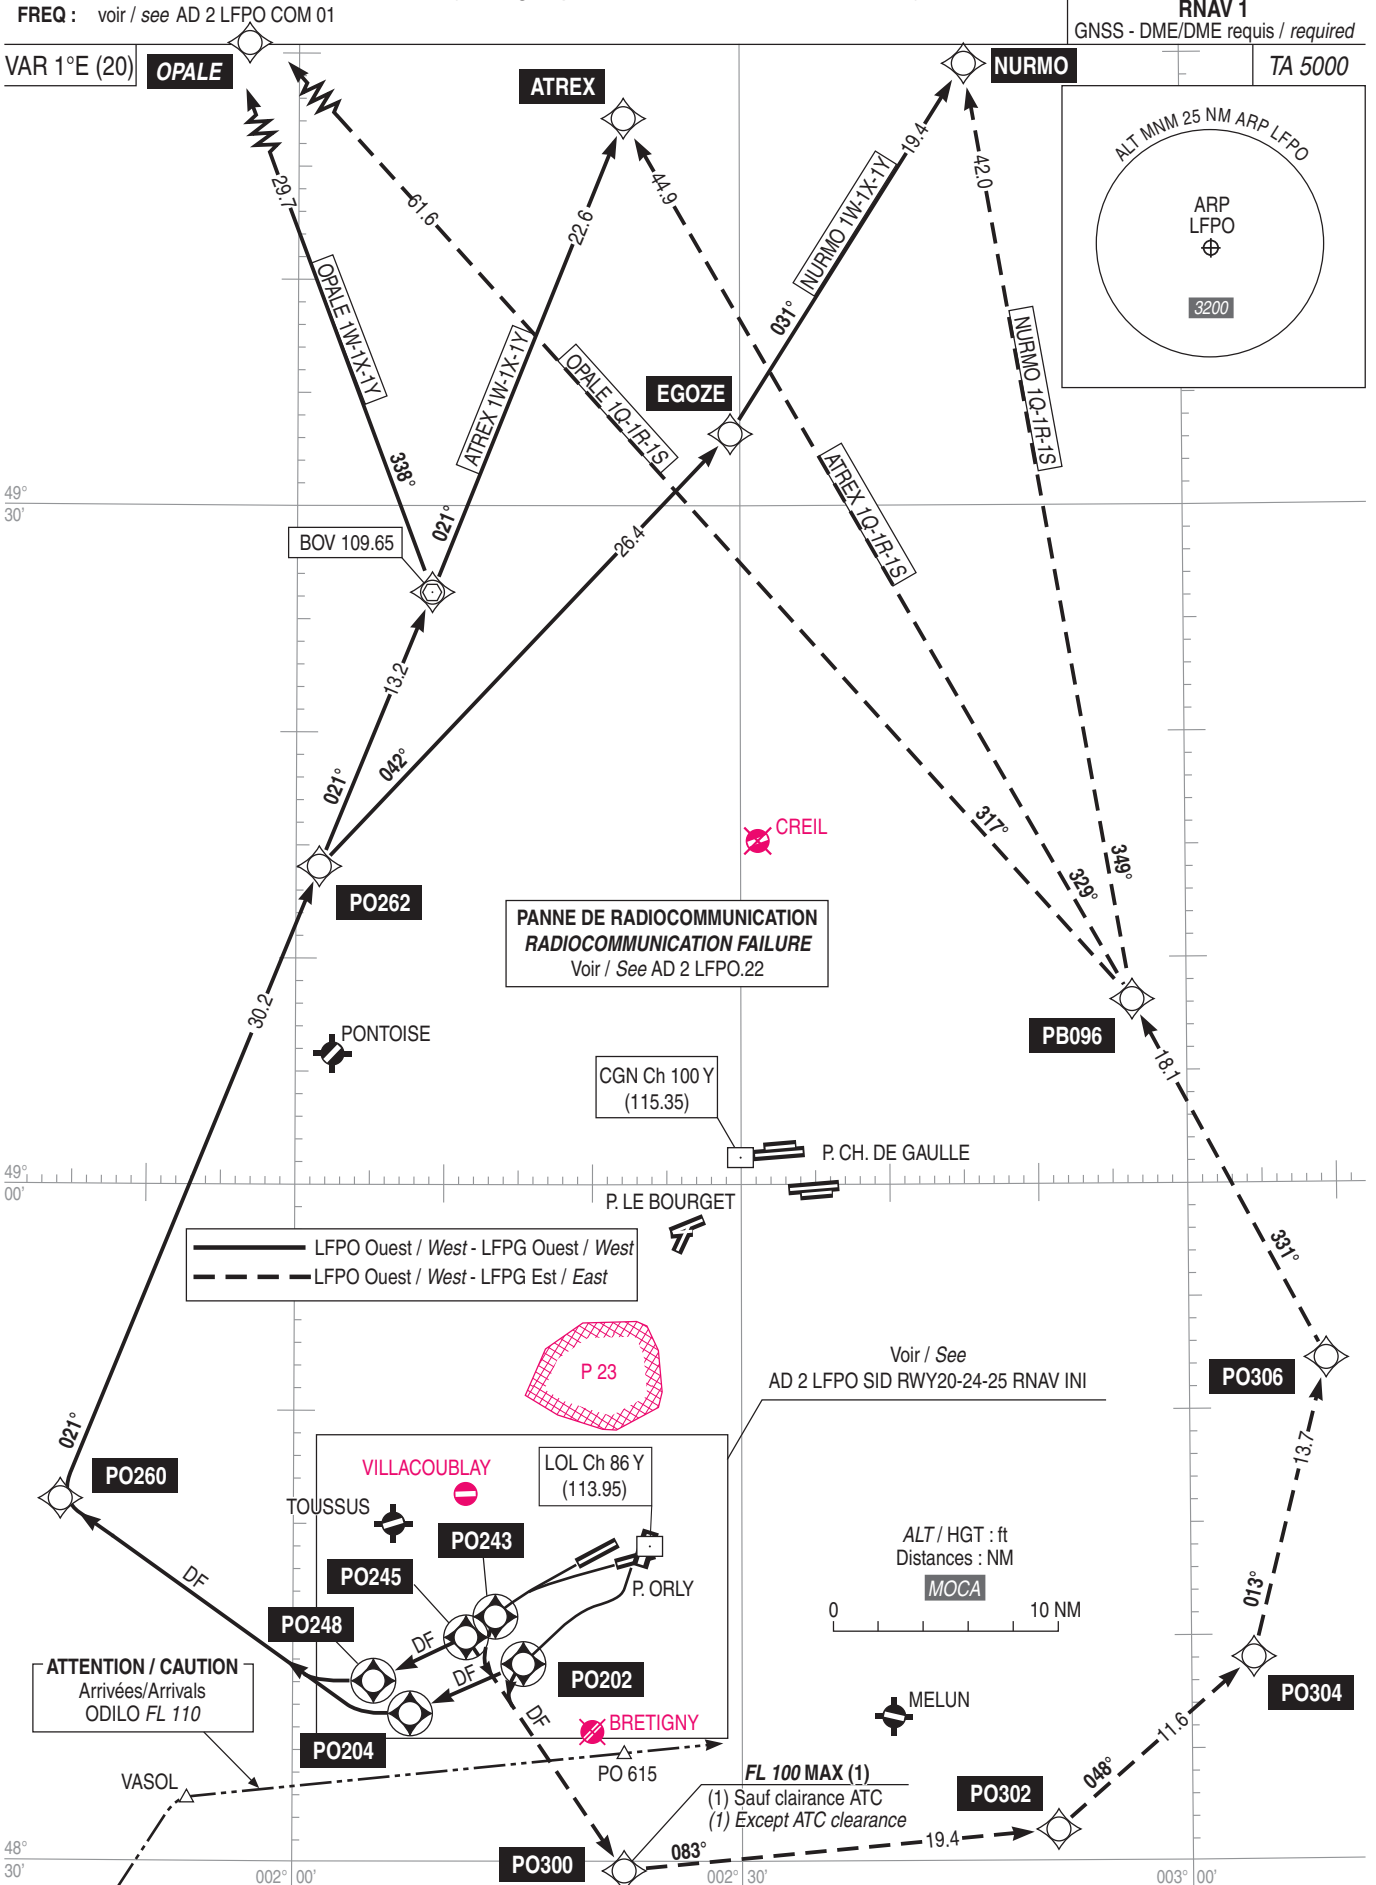 FREQ : voir / see AD 2 LFPO COM 01
RNAV 1
GNSS - DME/DME requis / required
VAR 1°E (20)
TA 5000
OPALE
ATREX
NURMO
ALT MNM 25 NM ARP LFPO
ARP
LFPO
3200
29.7
61.6
22.6
44.9
19.4
42.0
OPALE 1W-1X-1Y
ATREX 1W-1X-1Y
NURMO 1W-1X-1Y
OPALE 1Q-1R-1S
ATREX 1Q-1R-1S
NURMO 1Q-1R-1S
031°
EGOZE
338°
021°
49°
30'
BOV 109.65
26.4
13.2
042°
021°
317°
329°
349°
CREIL
PO262
PANNE DE RADIOCOMMUNICATION
RADIOCOMMUNICATION FAILURE
Voir / See AD 2 LFPO.22
30.2
PONTOISE
PB096
18.1
CGN Ch 100 Y
(115.35)
P. CH. DE GAULLE
49°
00'
P. LE BOURGET
LFPO Ouest / West - LFPG Ouest / West
LFPO Ouest / West - LFPG Est / East
331°
P 23
Voir / See
AD 2 LFPO SID RWY20-24-25 RNAV INI
PO306
021°
PO260
VILLACOUBLAY
LOL Ch 86 Y
(113.95)
13.7
TOUSSUS
PO243
ALT / HGT : ft
Distances : NM
MOCA
0
10 NM
PO245
P. ORLY
DF
013°
PO248
DF
DF
PO202
ATTENTION / CAUTION
Arrivées/Arrivals
ODILO FL 110
DF
BRETIGNY
MELUN
PO304
PO204
11.6
VASOL
PO 615
FL 100 MAX (1)
(1) Sauf clairance ATC
(1) Except ATC clearance
PO302
048°
PO300
083°
19.4
48°
30'
002° 00'
002° 30'
003° 00'